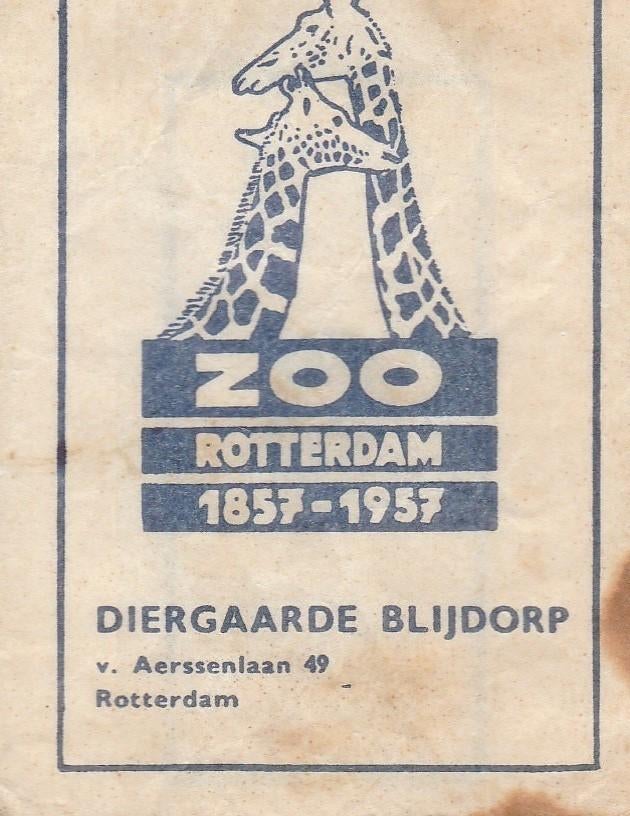 ZOO
ROTTERDAM
1857-1957
DIERGAARDE BLIJDORP
v. Aerssenlaan 49
Rotterdam